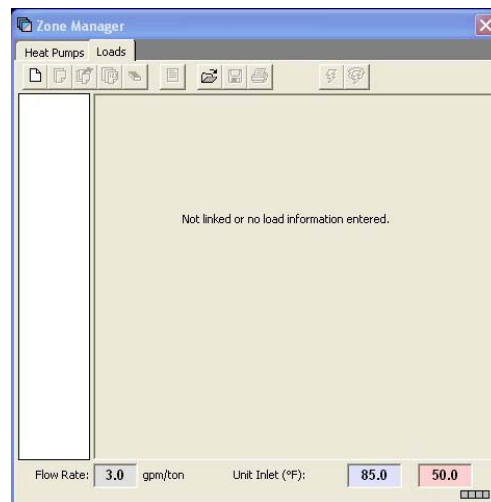 Zone Manager
Heat Pumps Loads
Not linked or no load information entered.
Flow Rate: 3.0 gpm/ton Unit Inlet (°F): 85.0 50.0